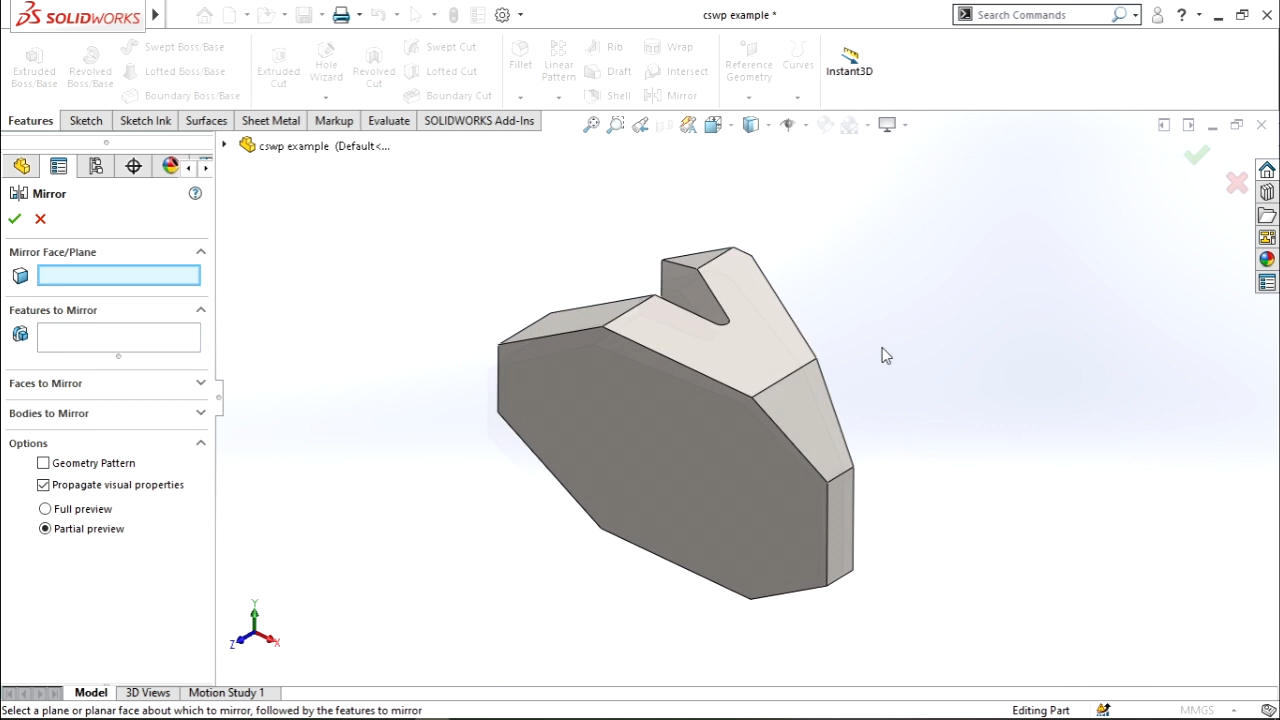 SOLIDWORKS
cswp example *
Search Commands
?
Extruded Boss/Base
Revolved Boss/Base
Swept Boss/Base
Lofted Boss/Base
Boundary Boss/Base
Extruded Cut
Hole Wizard
Revolved Cut
Swept Cut
Lofted Cut
Boundary Cut
Fillet
Linear Pattern
Rib
Draft
Shell
Wrap
Intersect
Mirror
Reference Geometry
Curves
Instant3D
Features
Sketch
Sketch Ink
Surfaces
Sheet Metal
Markup
Evaluate
SOLIDWORKS Add-Ins
cswp example (Default<...
Mirror
?
Mirror Face/Plane
Features to Mirror
Faces to Mirror
Bodies to Mirror
Options
Geometry Pattern
Propagate visual properties
Full preview
Partial preview
Y
Z
X
Model
3D Views
Motion Study 1
Select a plane or planar face about which to mirror, followed by the features to mirror
Editing Part
MMGS